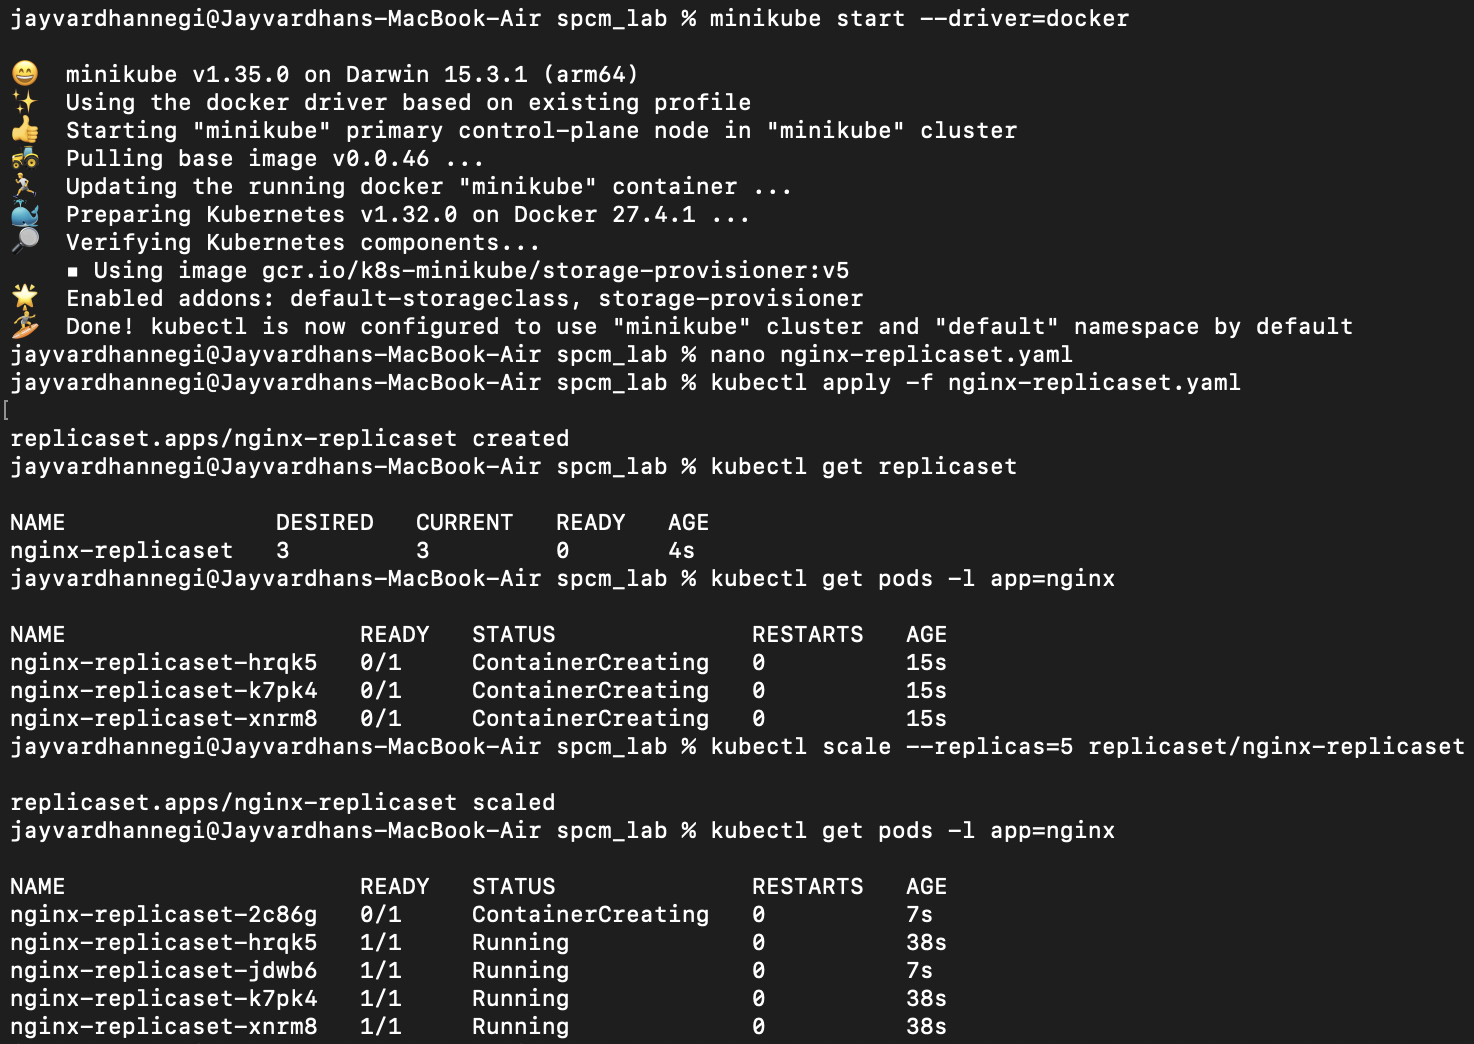 jayvardhannegi@Jayvardhans-MacBook-Air spcm_lab % minikube start --driver=docker
😄  minikube v1.35.0 on Darwin 15.3.1 (arm64)
✨  Using the docker driver based on existing profile
👍  Starting "minikube" primary control-plane node in "minikube" cluster
🚜  Pulling base image v0.0.46 ...
🏃  Updating the running docker "minikube" container ...
🐳  Preparing Kubernetes v1.32.0 on Docker 27.4.1 ...
🔎  Verifying Kubernetes components...
    ▪ Using image gcr.io/k8s-minikube/storage-provisioner:v5
🌟  Enabled addons: default-storageclass, storage-provisioner
🏄  Done! kubectl is now configured to use "minikube" cluster and "default" namespace by default
jayvardhannegi@Jayvardhans-MacBook-Air spcm_lab % nano nginx-replicaset.yaml
jayvardhannegi@Jayvardhans-MacBook-Air spcm_lab % kubectl apply -f nginx-replicaset.yaml
[
replicaset.apps/nginx-replicaset created
jayvardhannegi@Jayvardhans-MacBook-Air spcm_lab % kubectl get replicaset
NAME               DESIRED   CURRENT   READY   AGE
nginx-replicaset   3         3         0       4s
jayvardhannegi@Jayvardhans-MacBook-Air spcm_lab % kubectl get pods -l app=nginx
NAME                     READY   STATUS              RESTARTS   AGE
nginx-replicaset-hrqk5   0/1     ContainerCreating   0          15s
nginx-replicaset-k7pk4   0/1     ContainerCreating   0          15s
nginx-replicaset-xnrm8   0/1     ContainerCreating   0          15s
jayvardhannegi@Jayvardhans-MacBook-Air spcm_lab % kubectl scale --replicas=5 replicaset/nginx-replicaset
replicaset.apps/nginx-replicaset scaled
jayvardhannegi@Jayvardhans-MacBook-Air spcm_lab % kubectl get pods -l app=nginx
NAME                     READY   STATUS              RESTARTS   AGE
nginx-replicaset-2c86g   0/1     ContainerCreating   0          7s
nginx-replicaset-hrqk5   1/1     Running             0          38s
nginx-replicaset-jdwb6   1/1     Running             0          7s
nginx-replicaset-k7pk4   1/1     Running             0          38s
nginx-replicaset-xnrm8   1/1     Running             0          38s